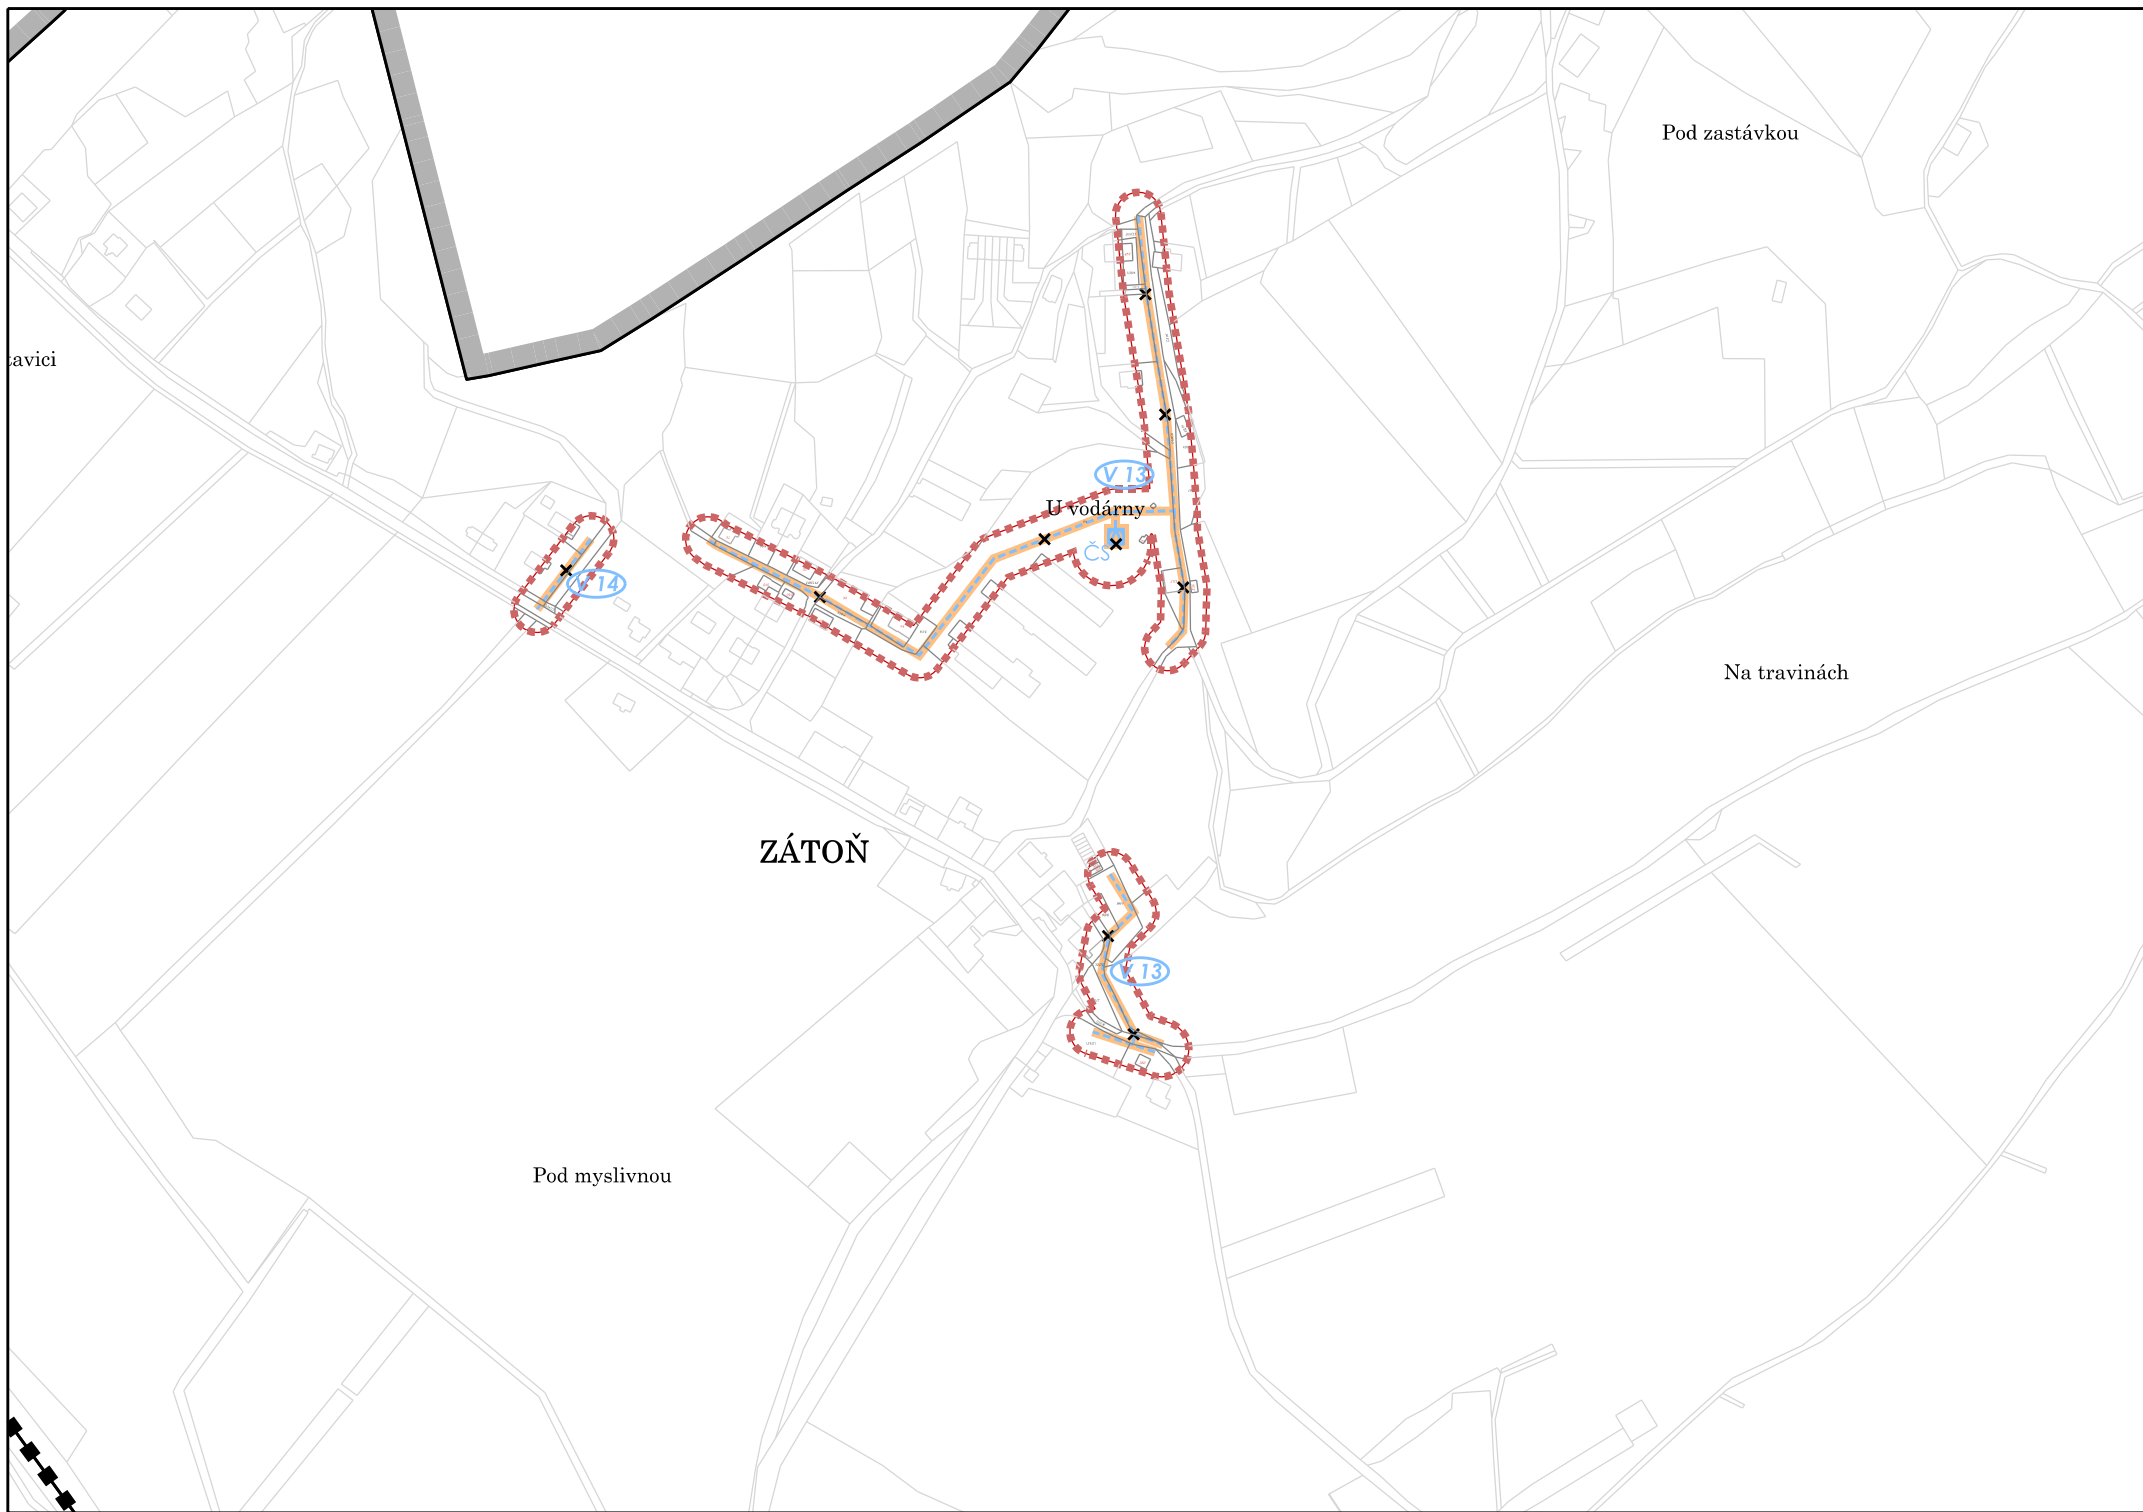 Pod zastávkou
tavici
V 13
U vodárny
ČS
V 14
Na travinách
ZÁTOŇ
V 13
Pod myslivnou